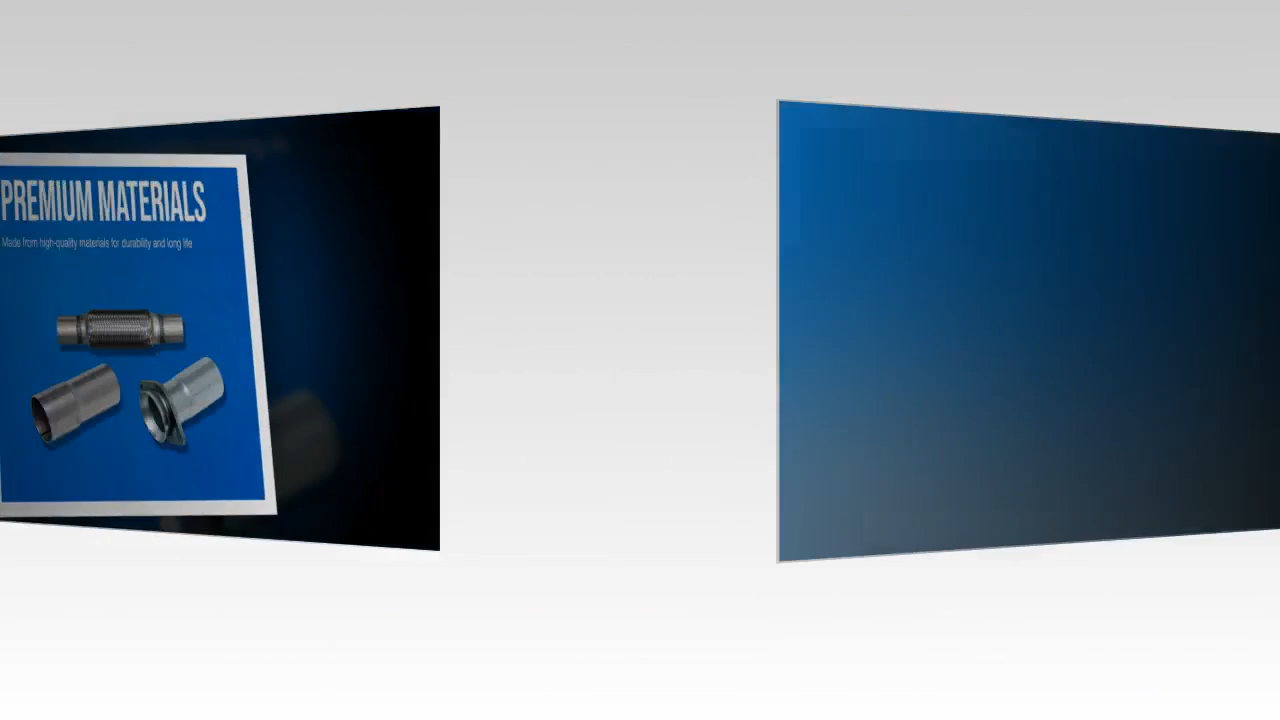 PREMIUM MATERIALS
Made from high-quality materials for durability and long life